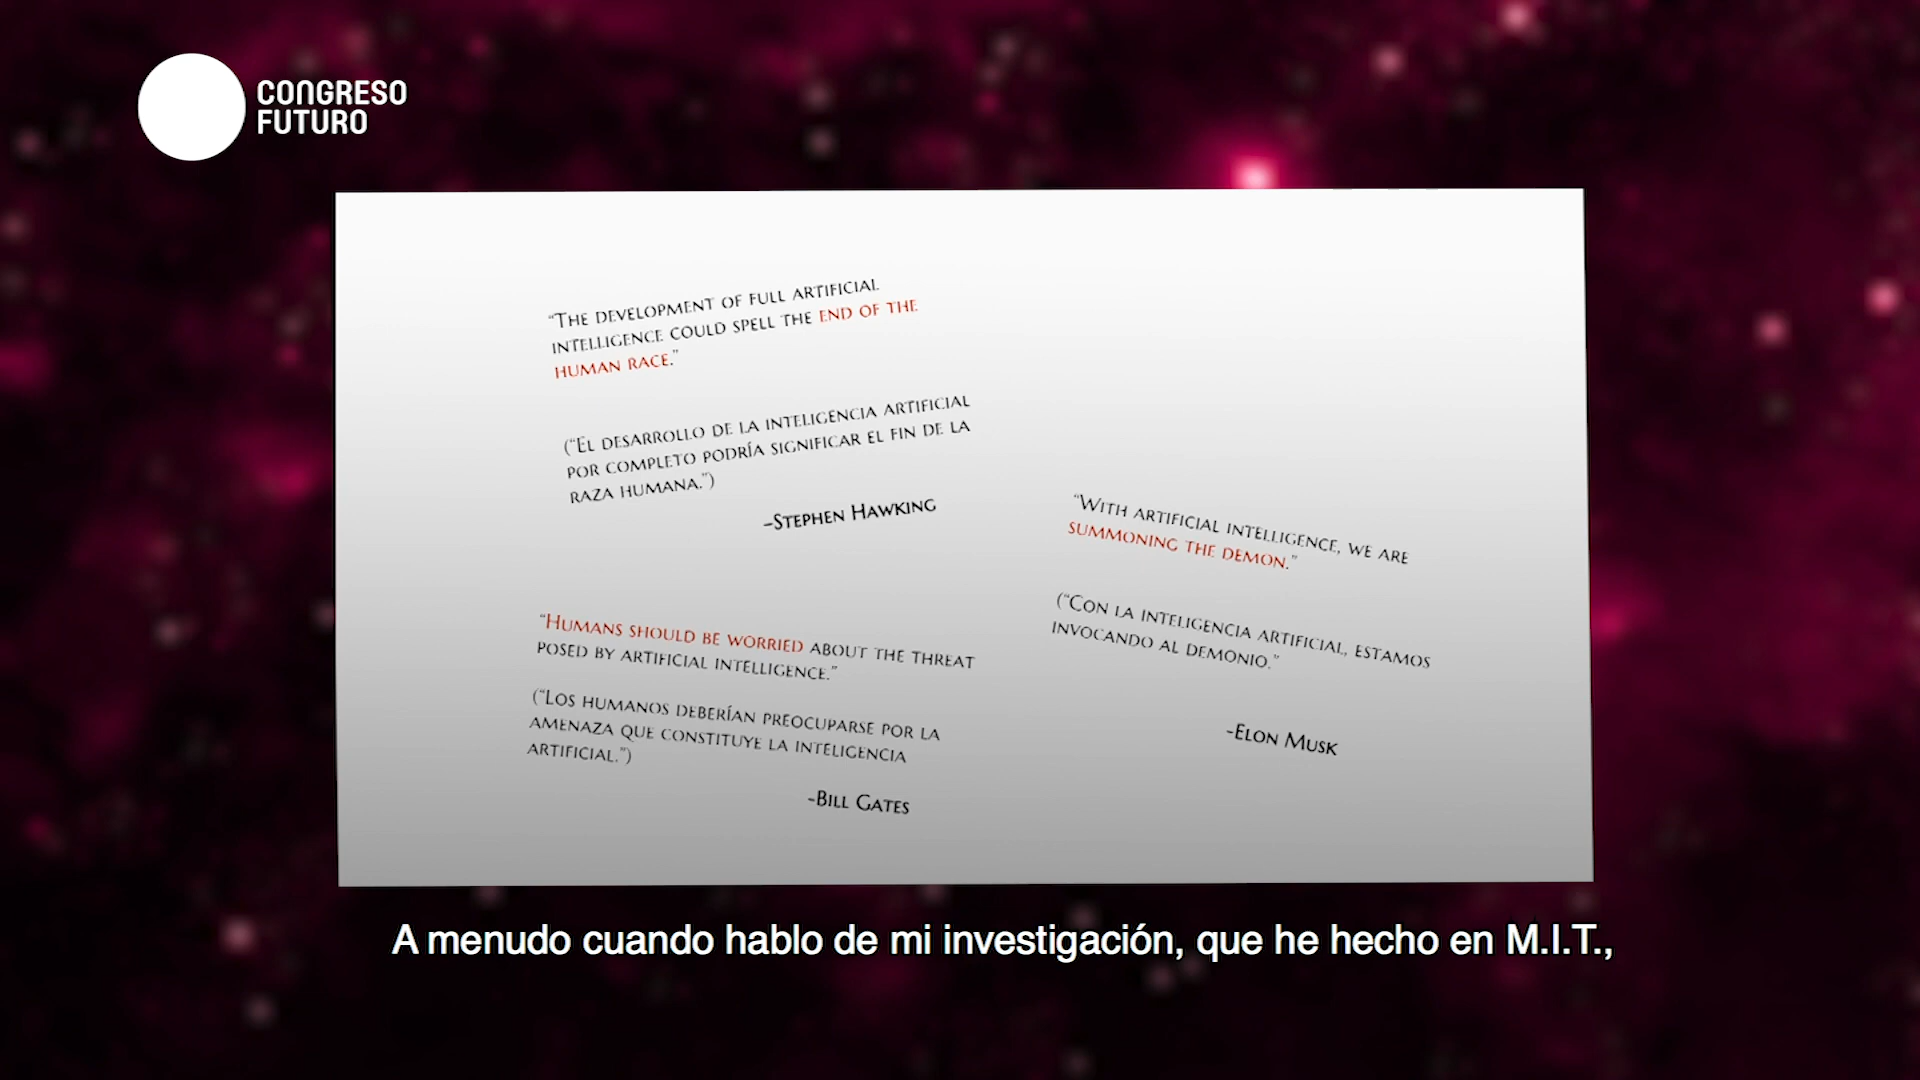 CONGRESO
FUTURO
“The development of full artificial
intelligence could spell the end of the
human race.”
(“El desarrollo de la inteligencia artificial
por completo podría significar el fin de la
raza humana.”)
–Stephen Hawking
“Humans should be worried about the threat
posed by artificial intelligence.”
(“Los humanos deberían preocuparse por la
amenaza que constituye la inteligencia
artificial.”)
-Bill Gates
“With artificial intelligence, we are
summoning the demon.”
(“Con la inteligencia artificial, estamos
invocando al demonio.”
-Elon Musk
A menudo cuando hablo de mi investigación, que he hecho en M.I.T.,